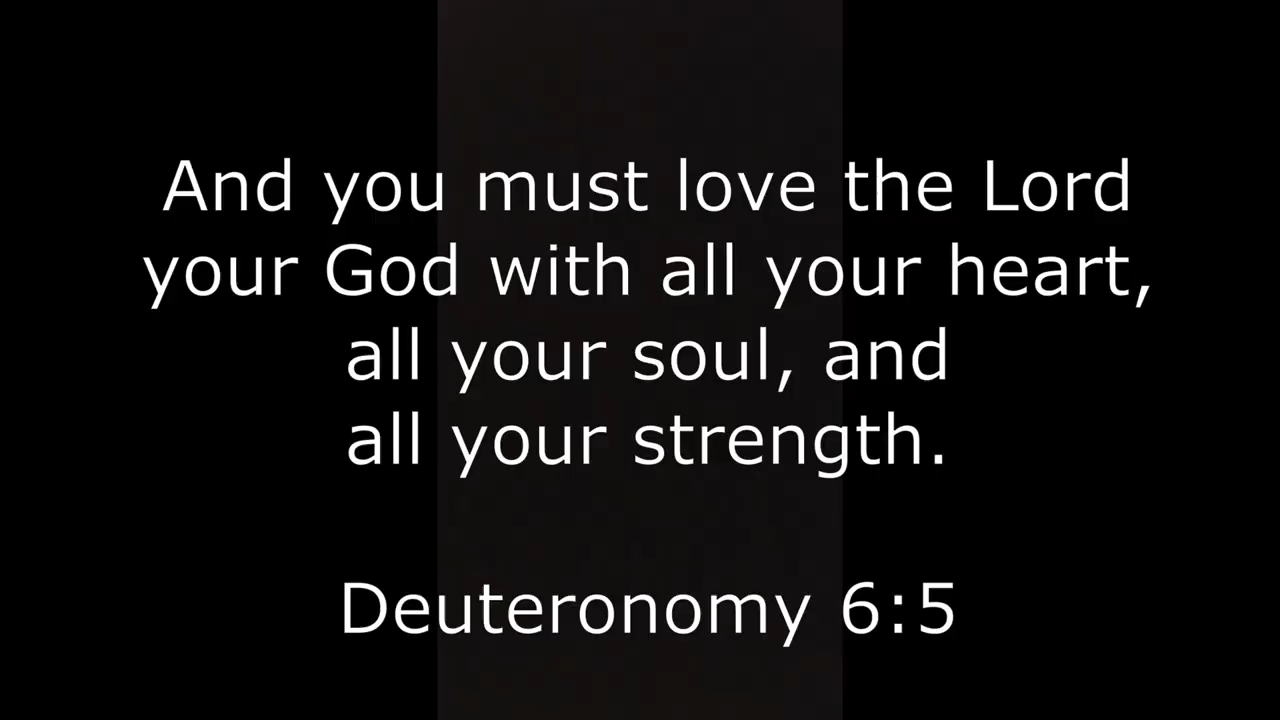 And you must love the Lord
your God with all your heart,
all your soul, and
all your strength.
Deuteronomy 6:5